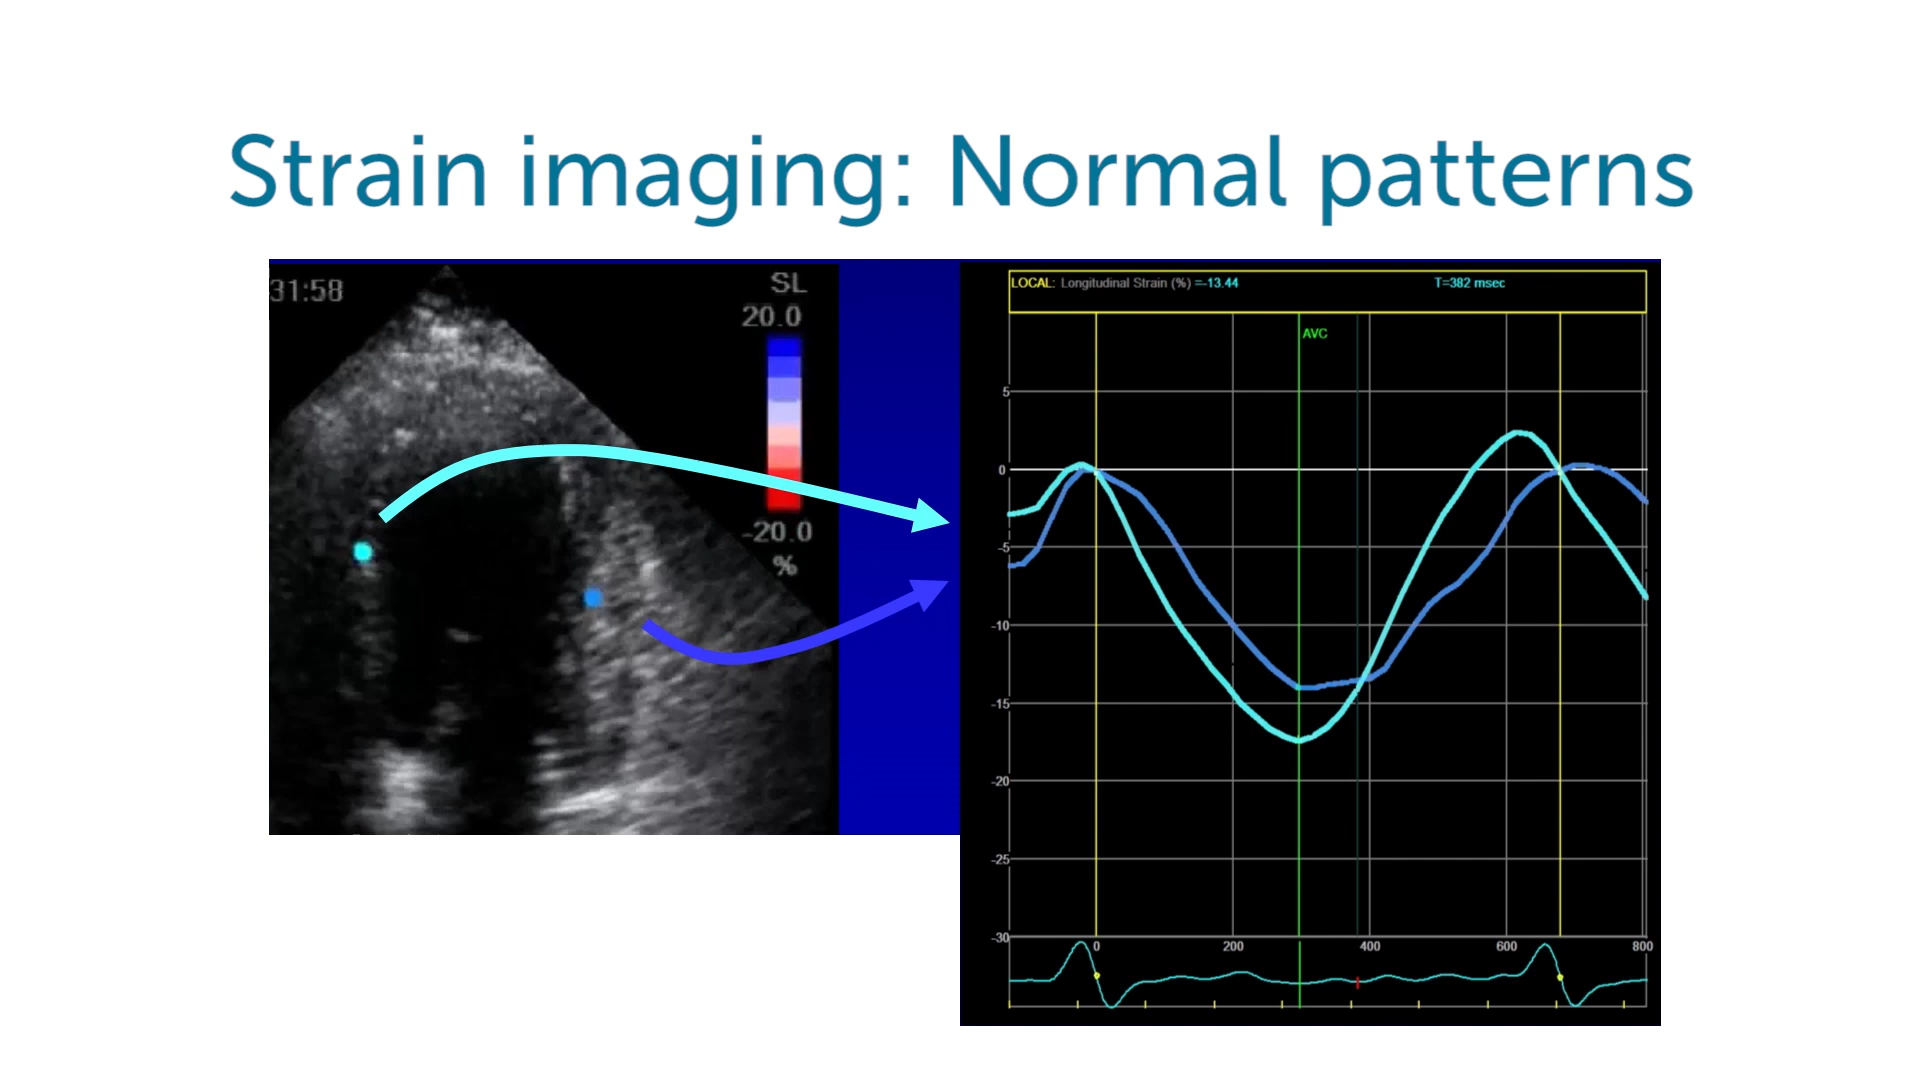 Strain imaging: Normal patterns
31:58
SL
20.0
-20.0
%
LOCAL: Longitudinal Strain (%) =-13.44 T=382 msec
AVC
5
0
-5
-10
-15
-20
-25
-30
0 200 400 600 800